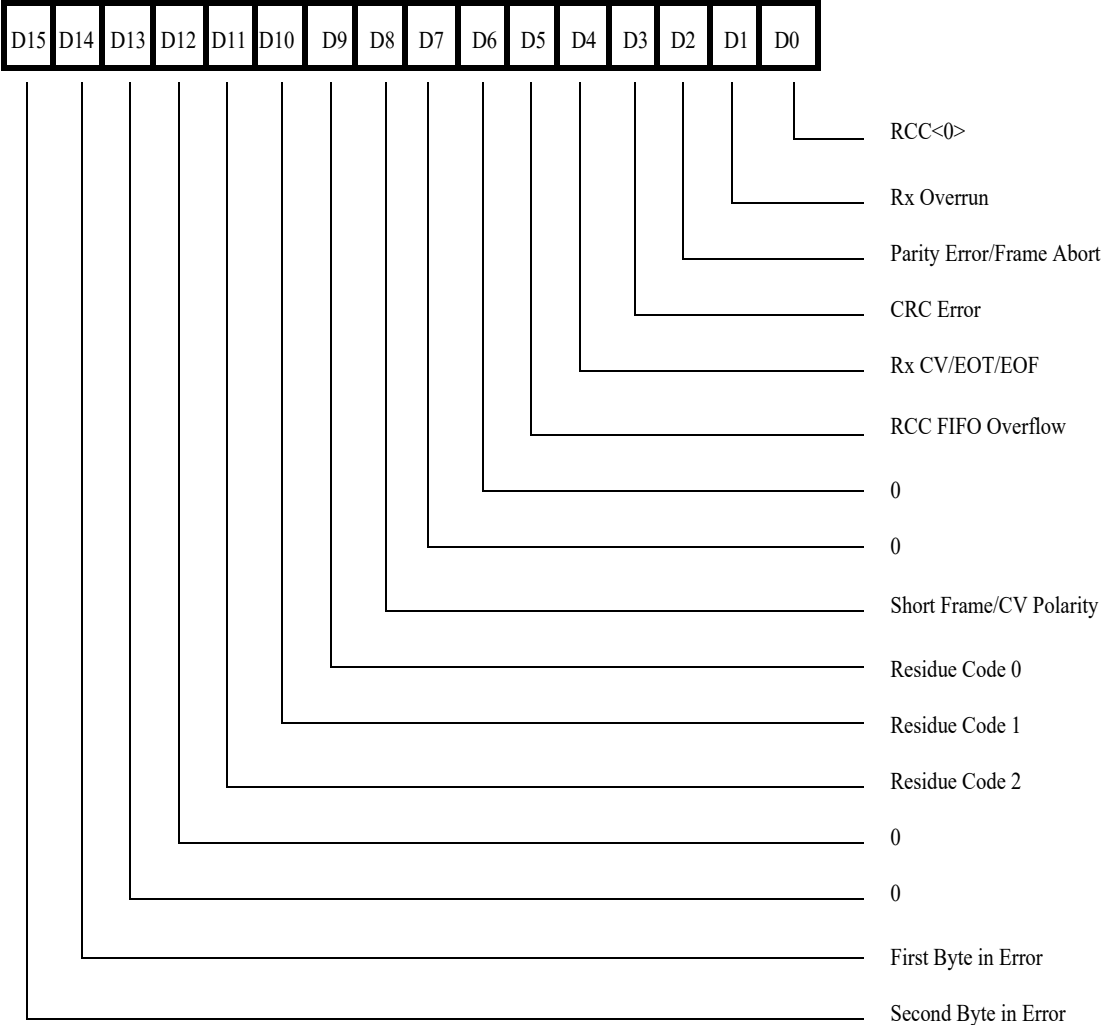 D15 D14 D13 D12 D11 D10 D9 D8 D7 D6 D5 D4 D3 D2 D1 D0
RCC<0>
Rx Overrun
Parity Error/Frame Abort
CRC Error
Rx CV/EOT/EOF
RCC FIFO Overflow
0
0
Short Frame/CV Polarity
Residue Code 0
Residue Code 1
Residue Code 2
0
0
First Byte in Error
Second Byte in Error